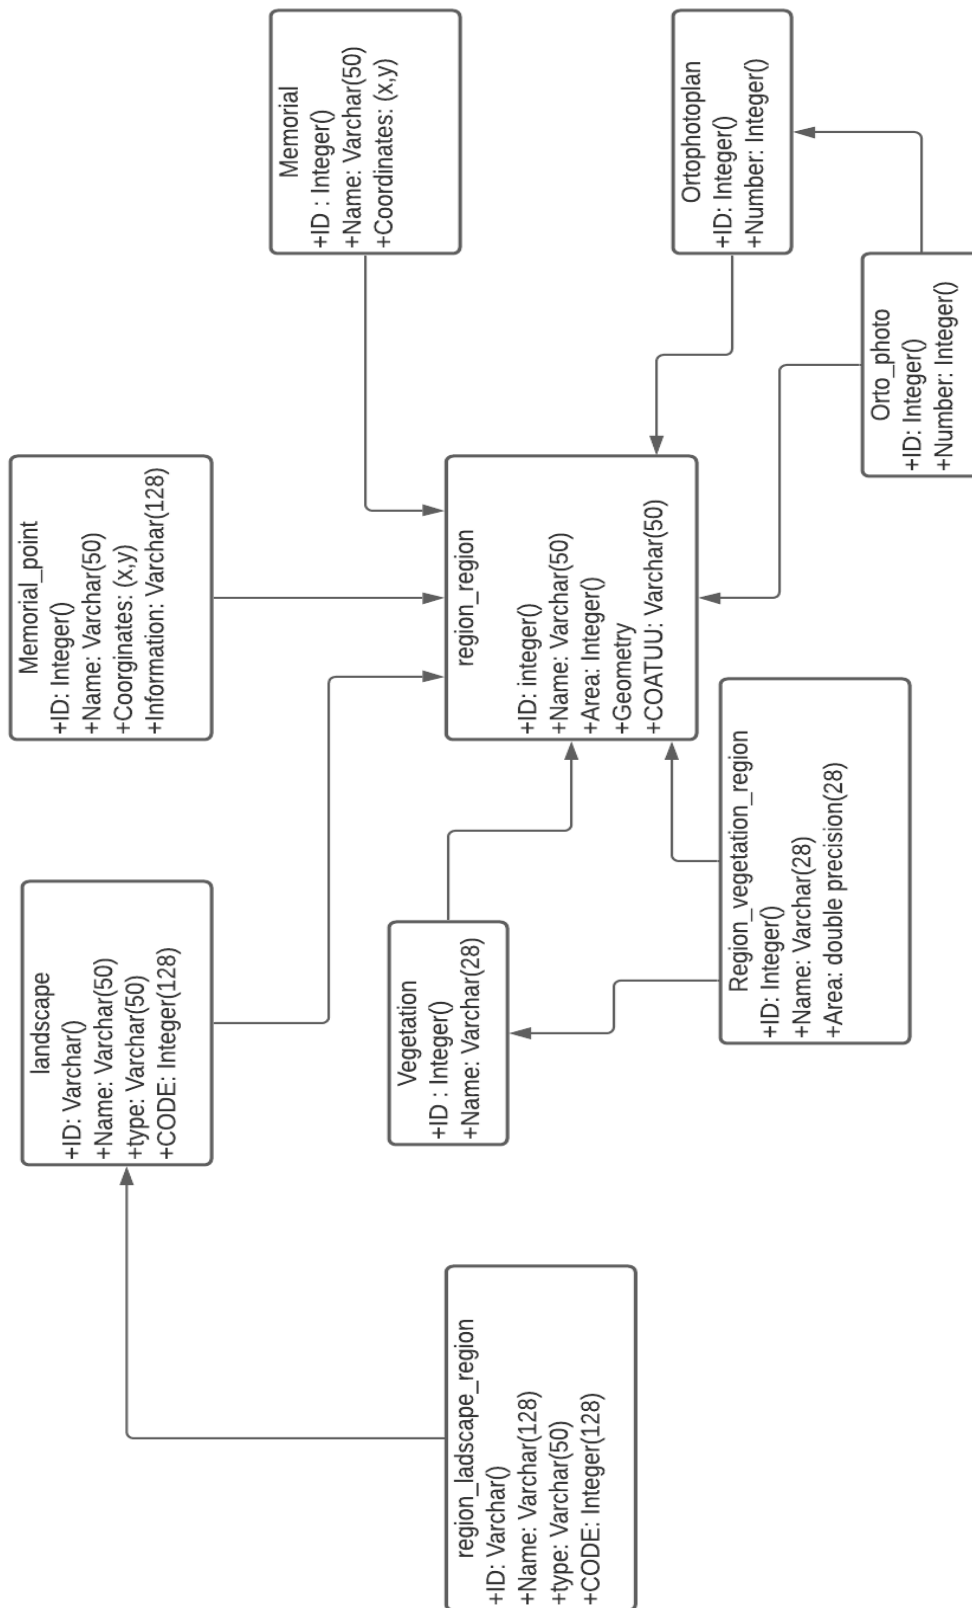 landscape
+ID: Varchar()
+Name: Varchar(50)
+type: Varchar(50)
+CODE: Integer(128)
Memorial_point
+ID: Integer()
+Name: Varchar(50)
+Coorginates: (x,y)
+Information: Varchar(128)
Memorial
+ID : Integer()
+Name: Varchar(50)
+Coordinates: (x,y)
Vegetation
+ID : Integer()
+Name: Varchar(28)
region_ladscape_region
+ID: Varchar()
+Name: Varchar(128)
+type: Varchar(50)
+CODE: Integer(128)
region_region
+ID: integer()
+Name: Varchar(50)
+Area: Integer()
+Geometry
+COATUU: Varchar(50)
Ortophotoplan
+ID: Integer()
+Number: Integer()
Region_vegetation_region
+ID: Integer()
+Name: Varchar(28)
+Area: double precision(28)
Orto_photo
+ID: Integer()
+Number: Integer()